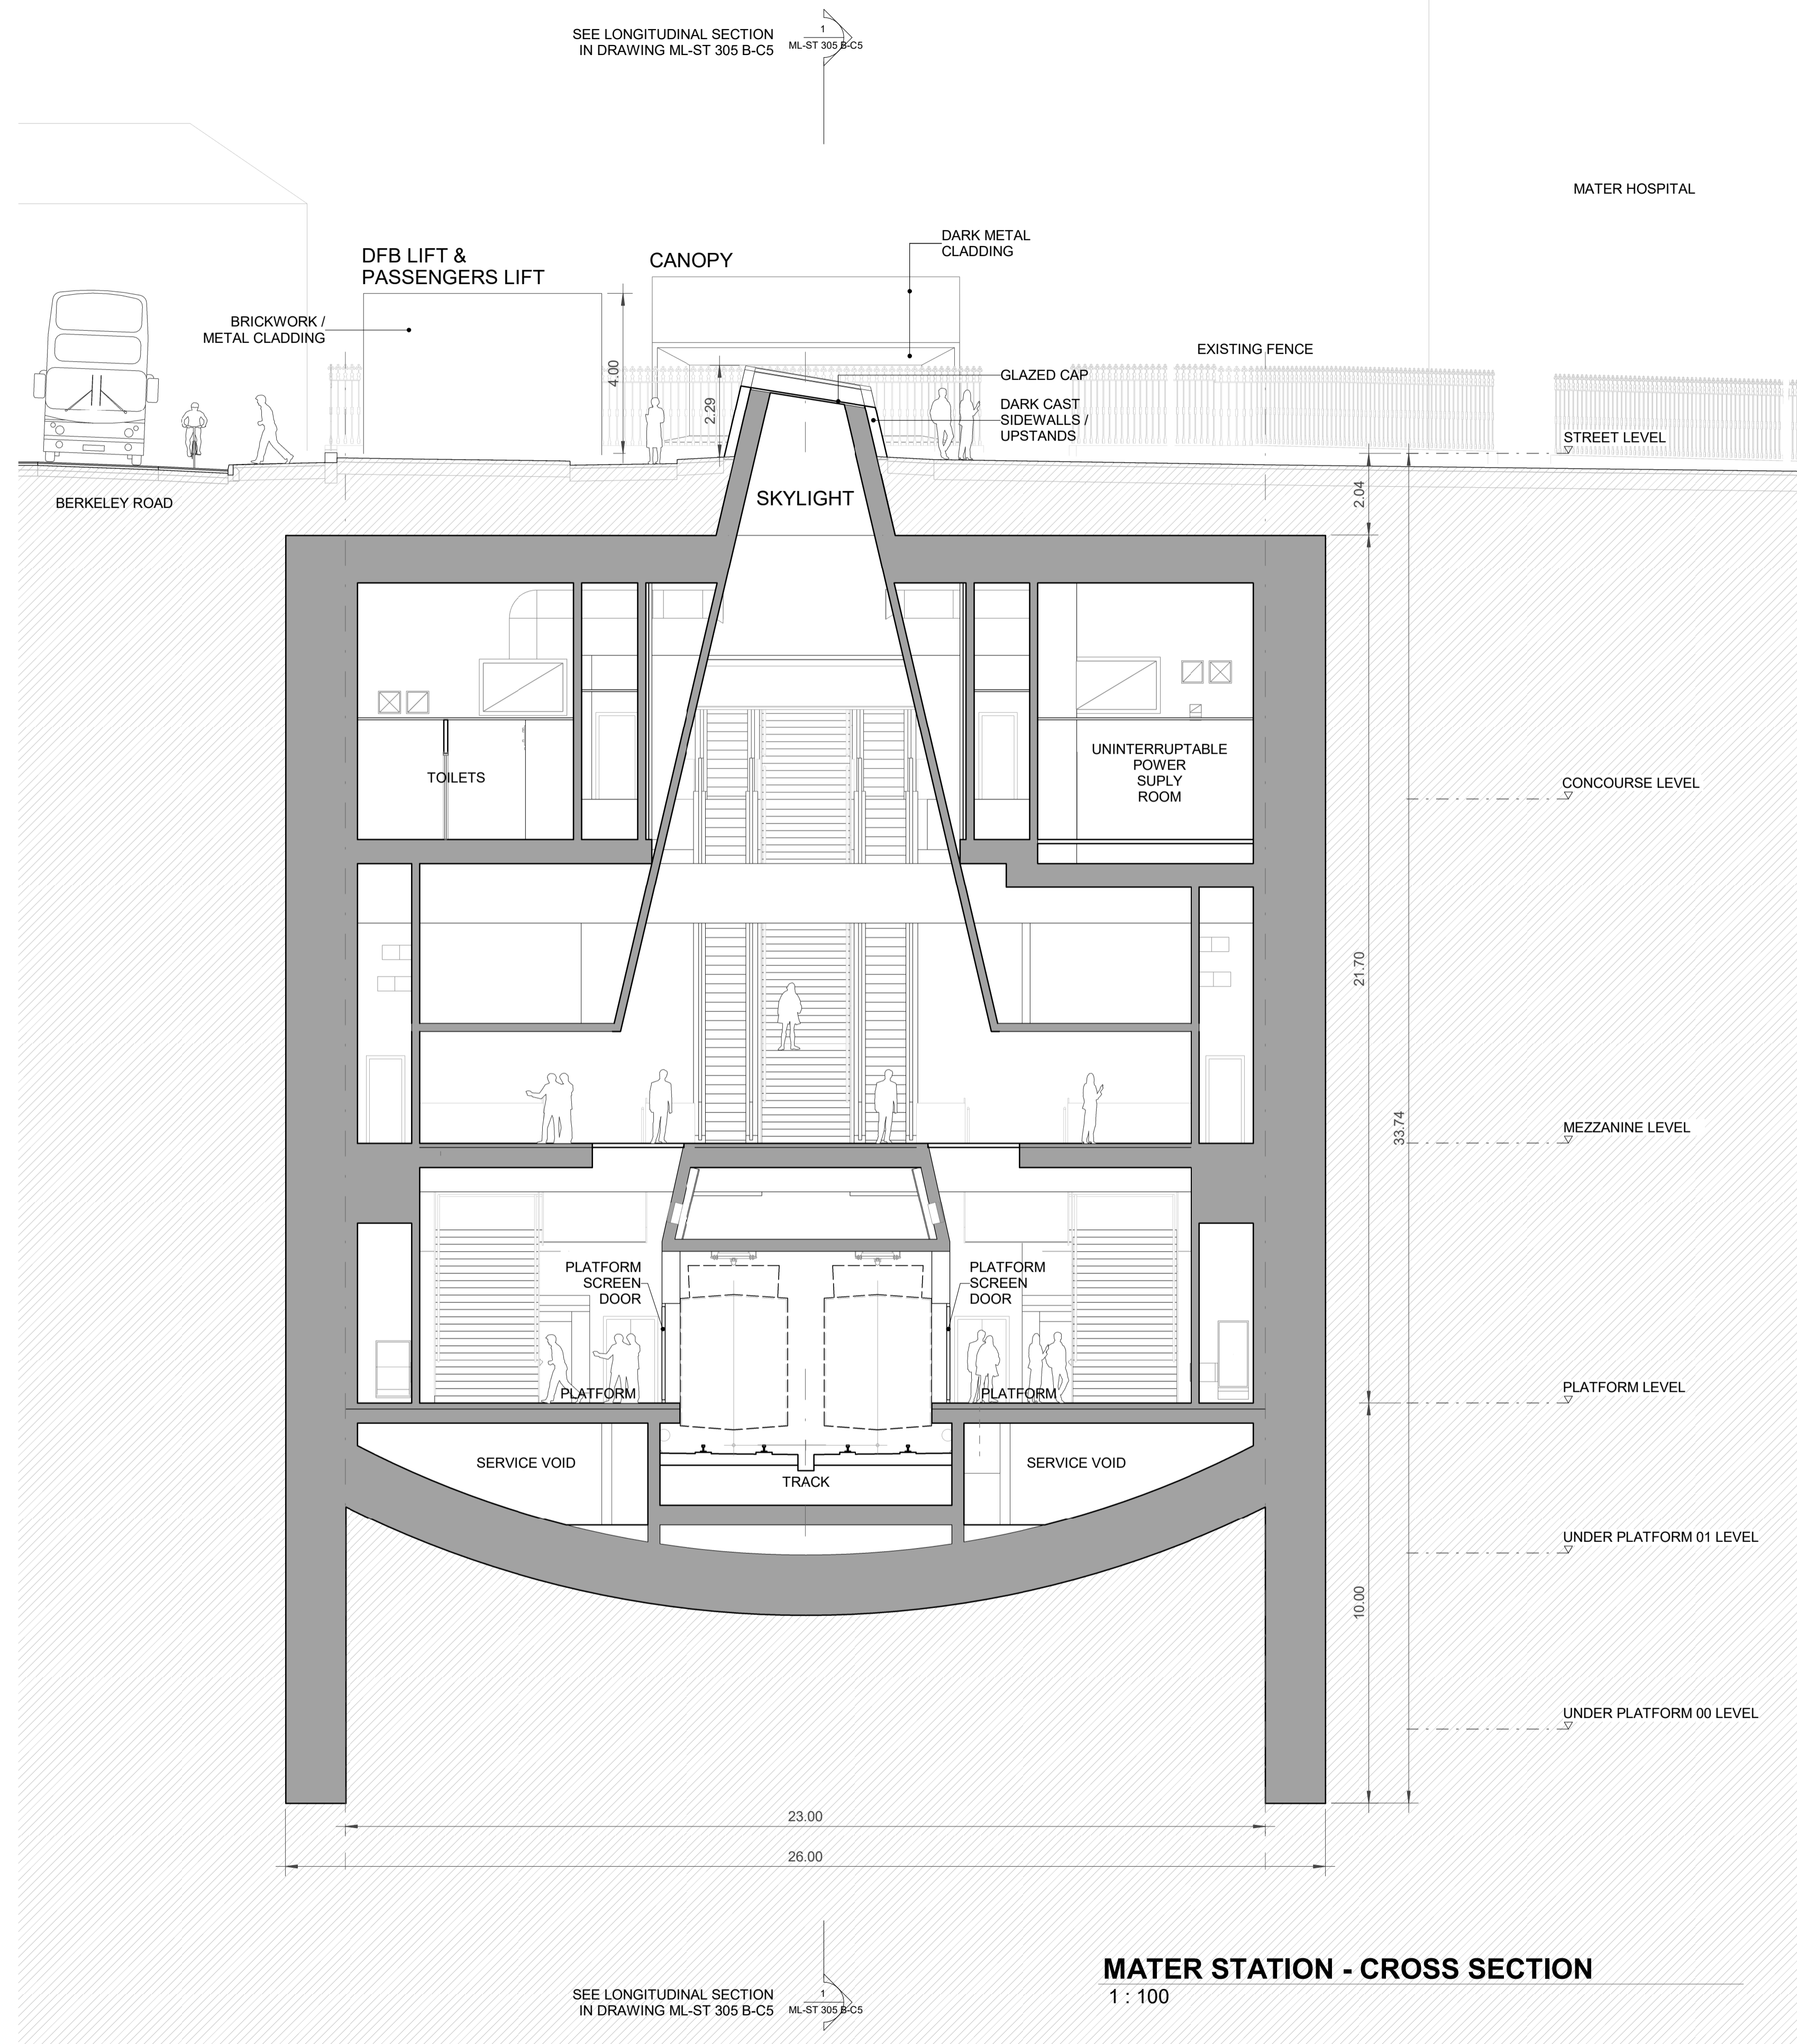 SEE LONGITUDINAL SECTION
IN DRAWING ML-ST 305 B-C5
1
ML-ST 305 B-C5
MATER HOSPITAL
DARK METAL
CLADDING
DFB LIFT &
PASSENGERS LIFT
CANOPY
BRICKWORK /
METAL CLADDING
EXISTING FENCE
4.00
2.29
GLAZED CAP
DARK CAST
SIDEWALLS /
UPSTANDS
STREET LEVEL
BERKELEY ROAD
SKYLIGHT
2.04
TOILETS
UNINTERRUPTABLE
POWER
SUPLY
ROOM
CONCOURSE LEVEL
21.70
33.74
MEZZANINE LEVEL
PLATFORM
SCREEN
DOOR
PLATFORM
SCREEN
DOOR
PLATFORM
PLATFORM
PLATFORM LEVEL
SERVICE VOID
TRACK
SERVICE VOID
UNDER PLATFORM 01 LEVEL
10.00
UNDER PLATFORM 00 LEVEL
23.00
26.00
MATER STATION - CROSS SECTION
1 : 100
SEE LONGITUDINAL SECTION
IN DRAWING ML-ST 305 B-C5
1
ML-ST 305 B-C5